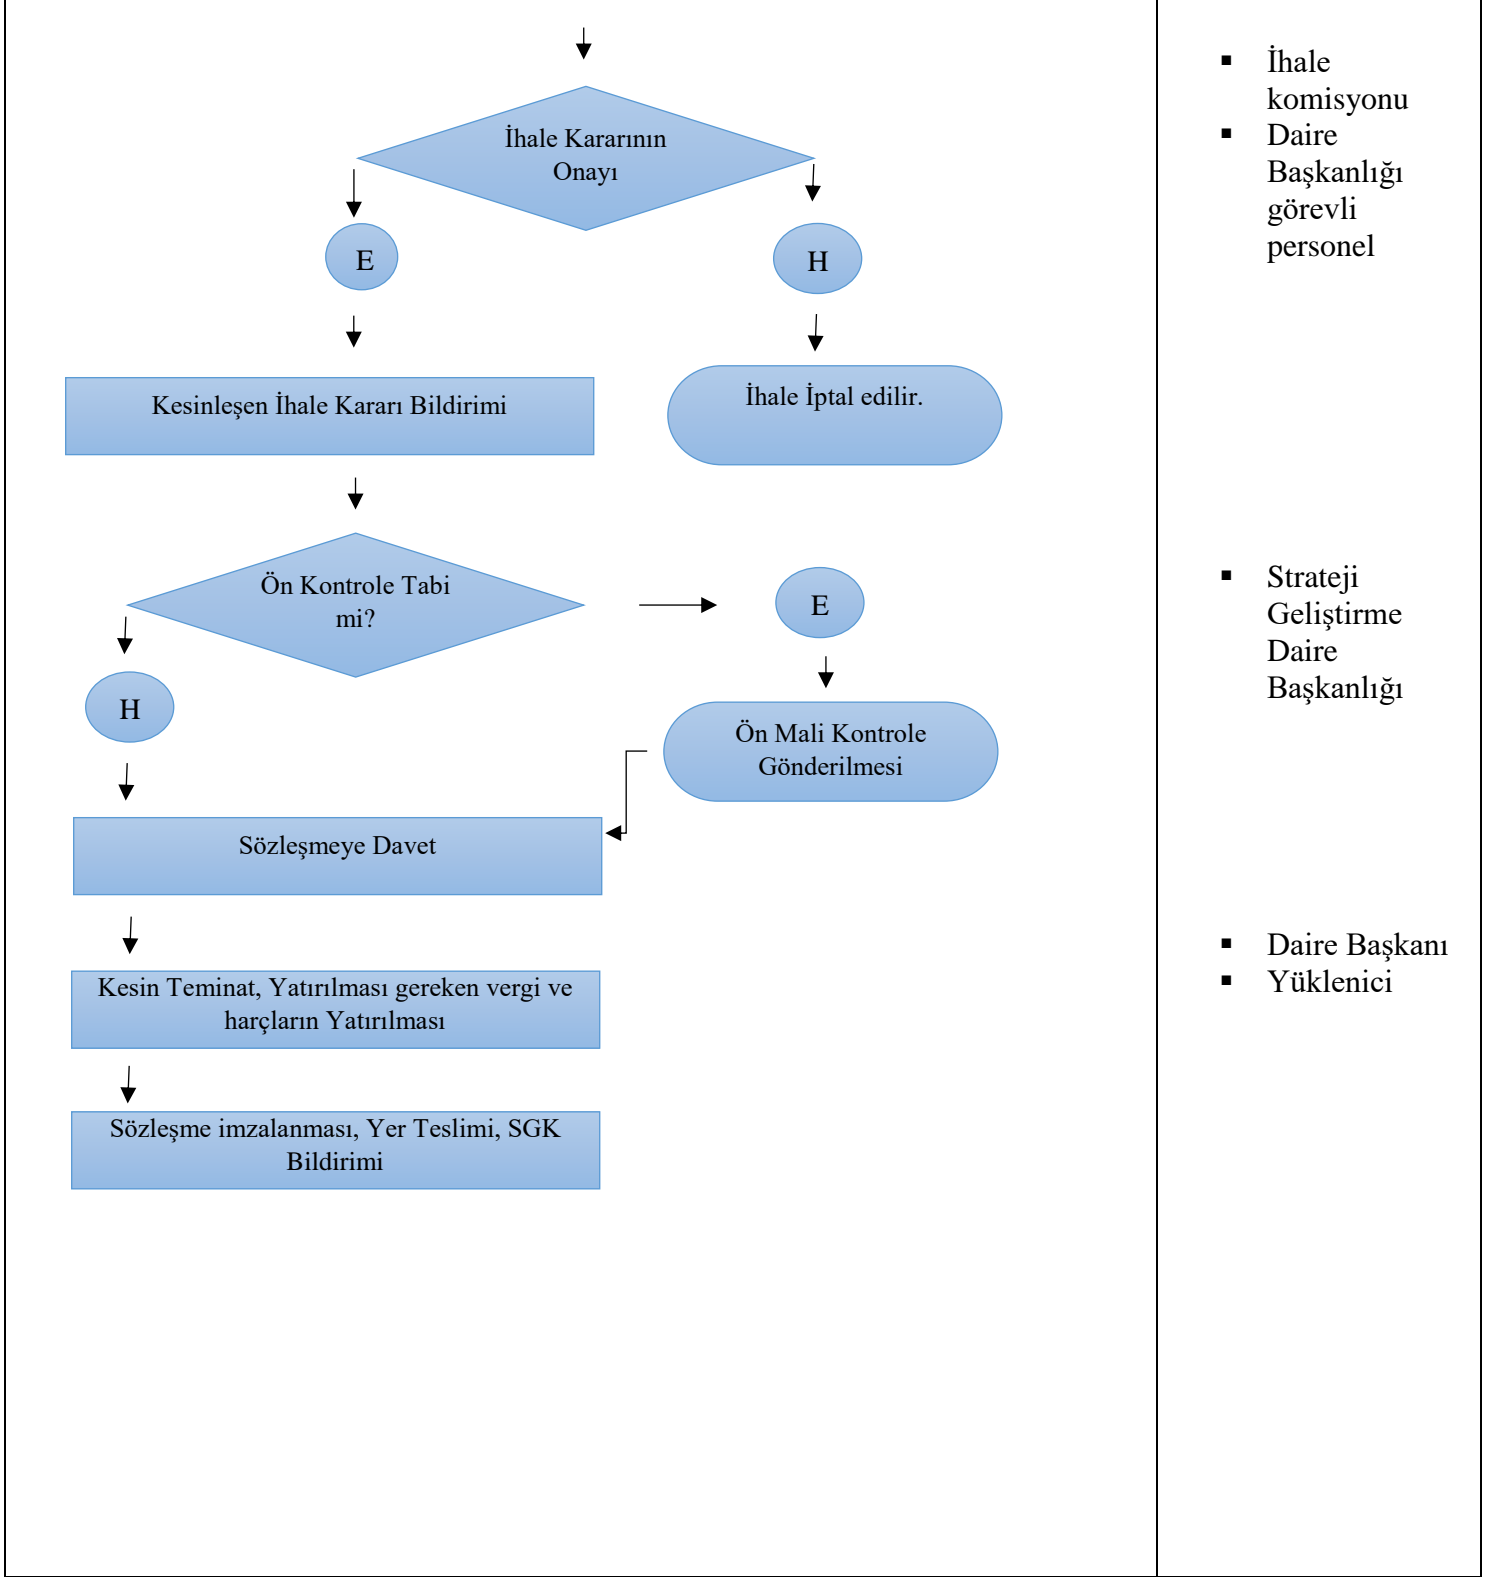 İhale Kararının
Onayı
E
H
Kesinleşen İhale Kararı Bildirimi
İhale İptal edilir.
Ön Kontrole Tabi
mi?
E
H
Ön Mali Kontrole
Gönderilmesi
Sözleşmeye Davet
Kesin Teminat, Yatırılması gereken vergi ve
harçların Yatırılması
Sözleşme imzalanması, Yer Teslimi, SGK
Bildirimi
▪ İhale
komisyonu
▪ Daire
Başkanlığı
görevli
personel
▪ Strateji
Geliştirme
Daire
Başkanlığı
▪ Daire Başkanı
▪ Yüklenici